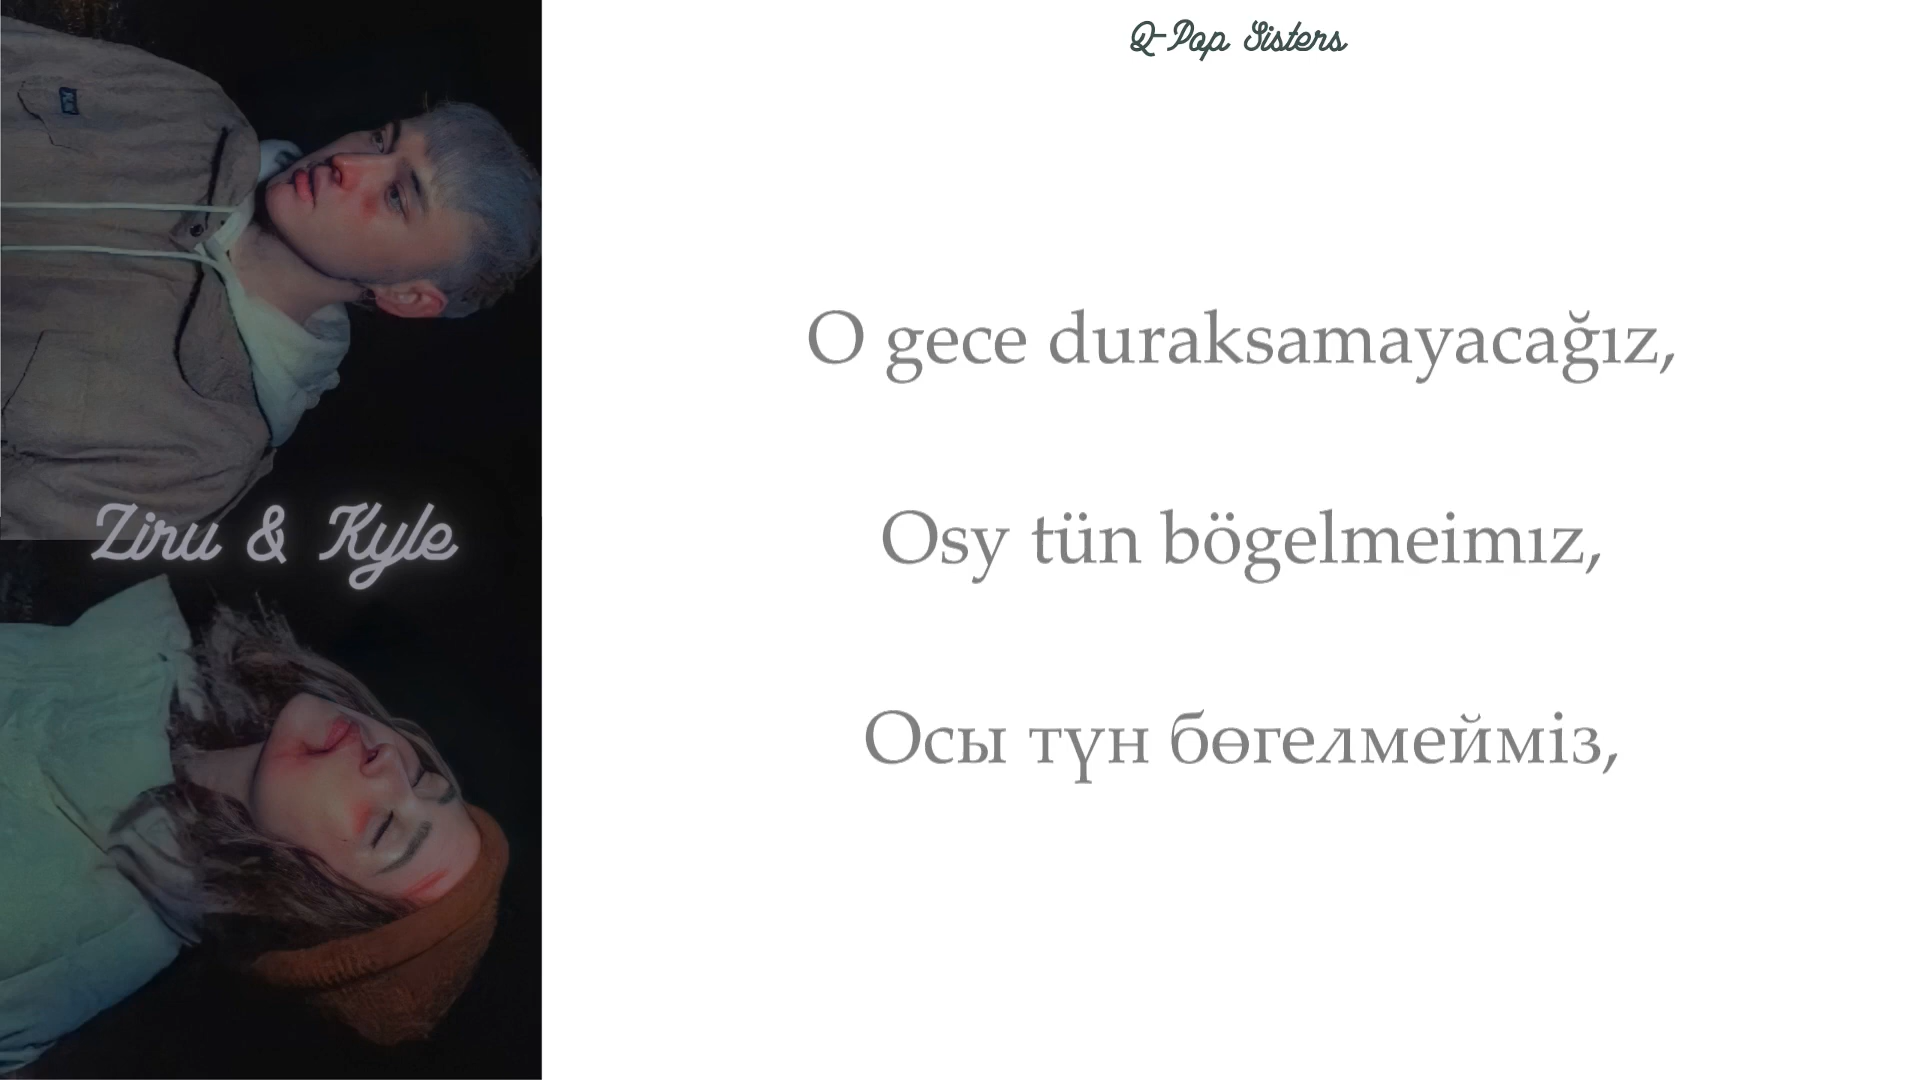 Q-Pop Sisters
O gece duraksamayacağız,
Osy tün bögelmeimız,
Осы түн бөгелмейміз,
Ziru & Kyle